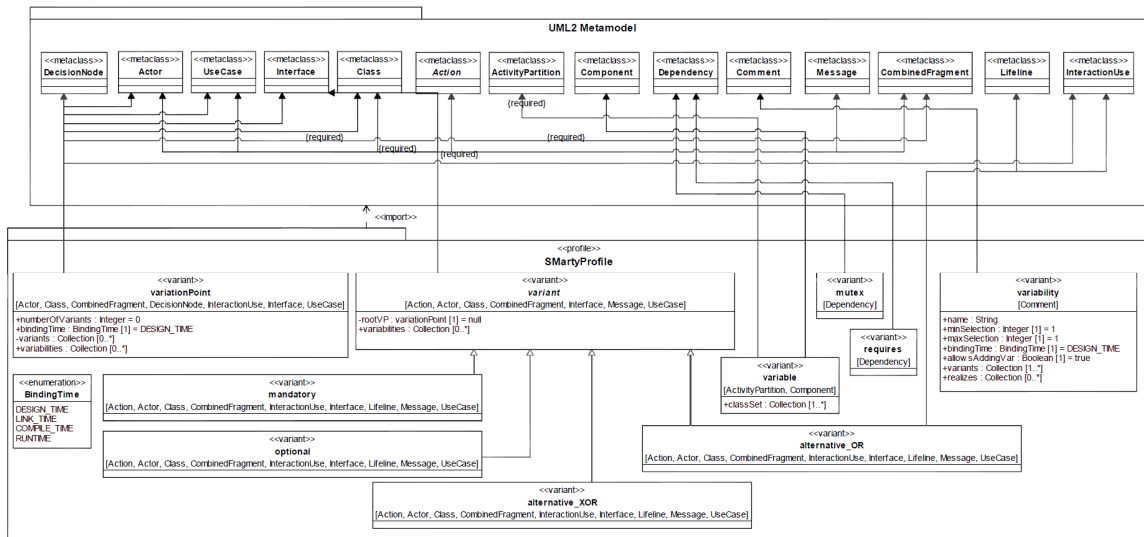 UML2 Metamodel
<<metaclass>>
DecisionNode
<<metaclass>>
Actor
<<metaclass>>
UseCase
<<metaclass>>
Interface
<<metaclass>>
Class
<<metaclass>>
Action
<<metaclass>>
ActivityPartition
<<metaclass>>
Component
<<metaclass>>
Dependency
<<metaclass>>
Comment
<<metaclass>>
Message
<<metaclass>>
CombinedFragment
<<metaclass>>
Lifeline
<<metaclass>>
InteractionUse
{required}
{required}
{required}
{required}
<<import>>
<<profile>>
SMartyProfile
<<variant>>
variationPoint
[Actor, Class, CombinedFragment, DecisionNode, InteractionUse, Interface, UseCase]
+numberOfVariants : Integer = 0
+bindingTime : BindingTime [1] = DESIGN_TIME
-variants : Collection [0..*]
+variabilities : Collection [0..*]
<<variant>>
variant
[Action, Actor, Class, CombinedFragment, Interface, Message, UseCase]
-rootVP : variationPoint [1] = null
+variabilities : Collection [0..*]
<<variant>>
mutex
[Dependency]
<<variant>>
requires
[Dependency]
<<variant>>
variability
[Comment]
+name : String
+minSelection : Integer [1] = 1
+maxSelection : Integer [1] = 1
+bindingTime : BindingTime [1] = DESIGN_TIME
+allowsAddingVar : Boolean [1] = true
+variants : Collection [1..*]
+realizes : Collection [0..*]
<<enumeration>>
BindingTime
DESIGN_TIME
LINK_TIME
COMPILE_TIME
RUNTIME
<<variant>>
mandatory
[Action, Actor, Class, CombinedFragment, InteractionUse, Interface, Lifeline, Message, UseCase]
<<variant>>
variable
[ActivityPartition, Component]
+classSet : Collection [1..*]
<<variant>>
optional
[Action, Actor, Class, CombinedFragment, InteractionUse, Interface, Lifeline, Message, UseCase]
<<variant>>
alternative_OR
[Action, Actor, Class, CombinedFragment, InteractionUse, Interface, Lifeline, Message, UseCase]
<<variant>>
alternative_XOR
[Action, Actor, Class, CombinedFragment, InteractionUse, Interface, Lifeline, Message, UseCase]